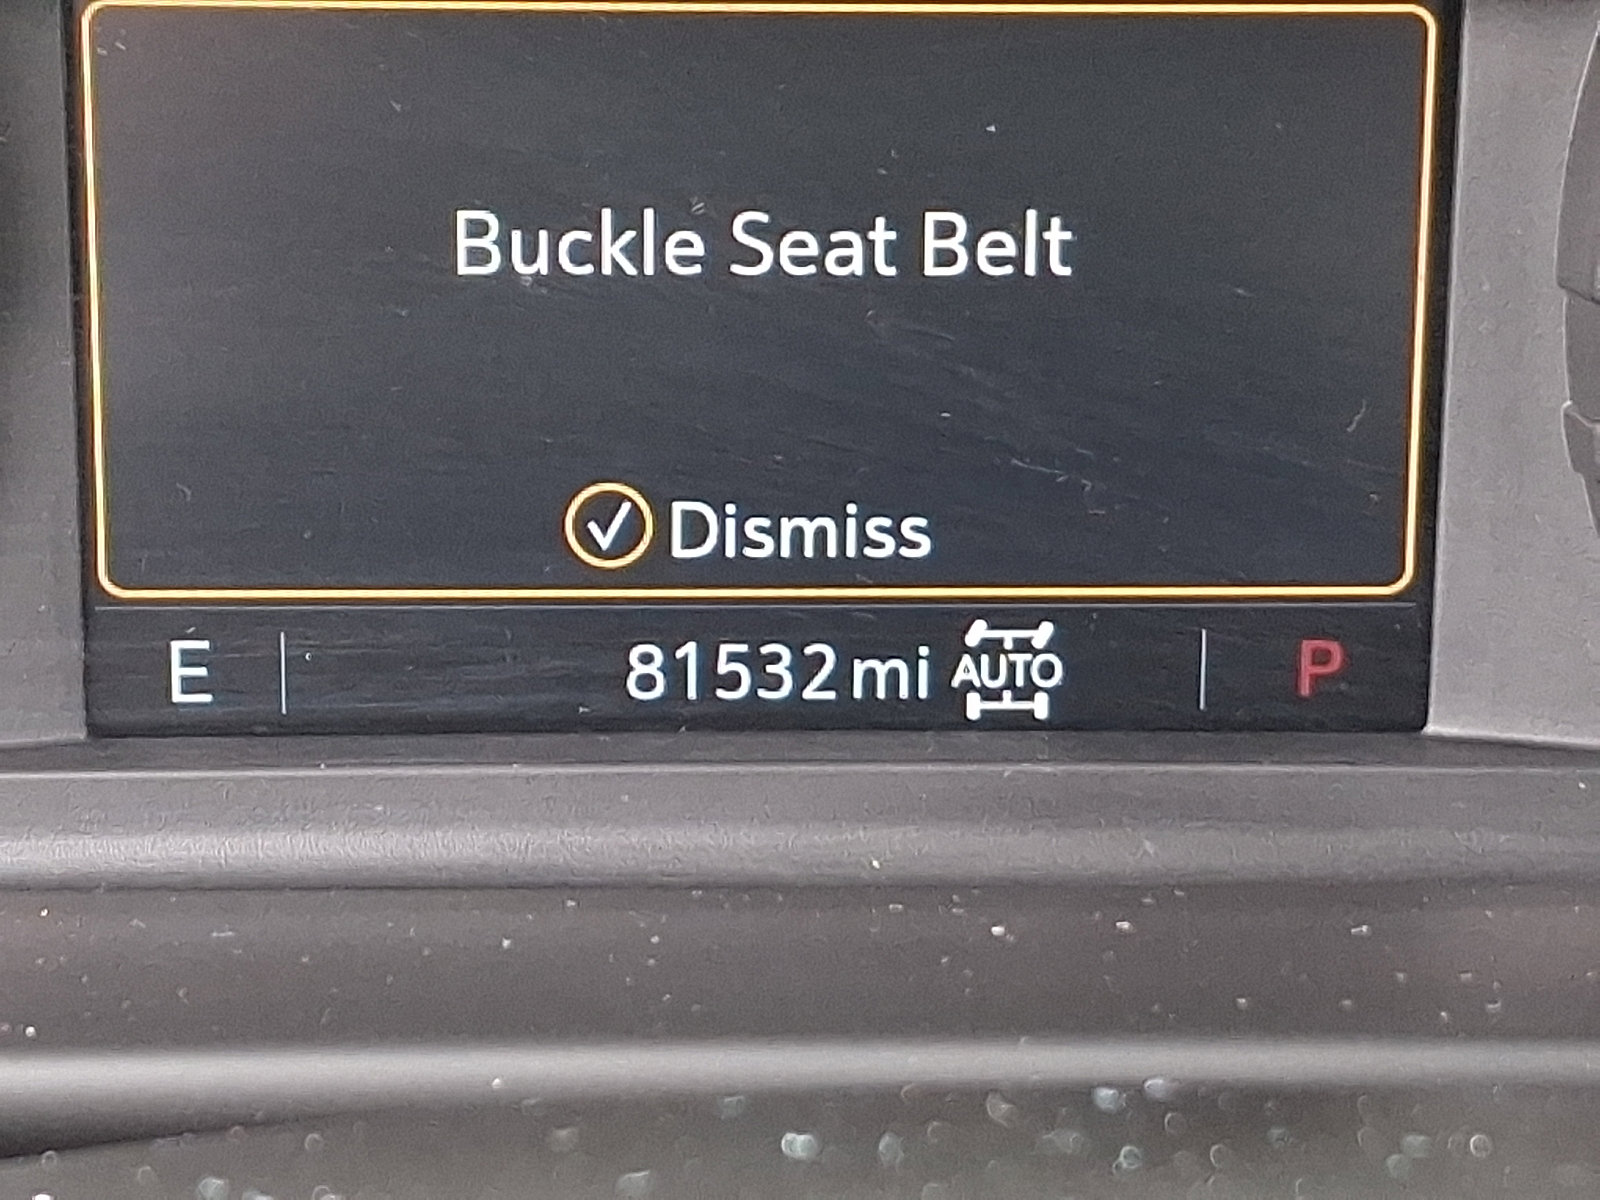 Buckle Seat Belt
Dismiss
E 81532mi AUTO P